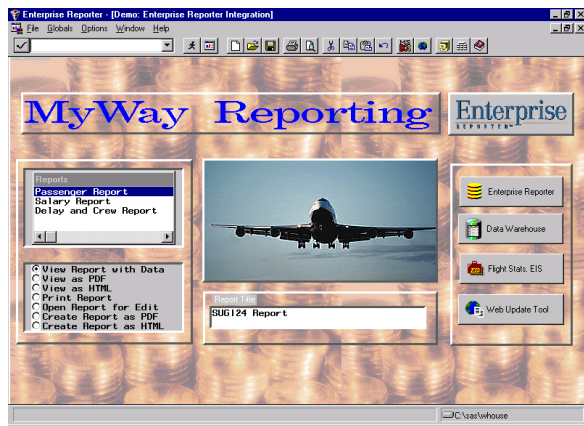 Enterprise Reporter - [Demo: Enterprise Reporter Integration]
File Globals Options Window Help
MyWay Reporting
Enterprise
REPORTER
Reports
Passenger Report
Salary Report
Delay and Crew Report
View Report with Data
View as PDF
View as HTML
Print Report
Open Report for Edit
Create Report as PDF
Create Report as HTML
Report Title
SUGI24 Report
Enterprise Reporter
Data Warehouse
Flight Stats. EIS
Web Update Tool
C:\sas\whouse